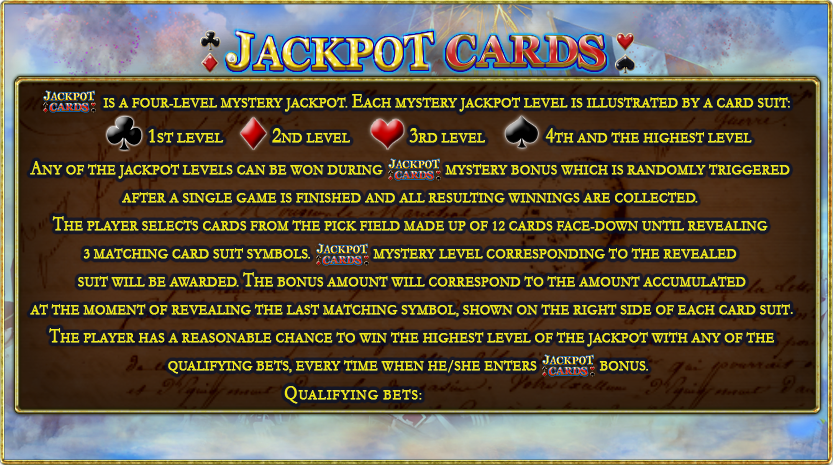 JACKPOT CARDS
JACKPOT CARDS IS A FOUR-LEVEL MYSTERY JACKPOT. EACH MYSTERY JACKPOT LEVEL IS ILLUSTRATED BY A CARD SUIT:
1ST LEVEL 2ND LEVEL 3RD LEVEL 4TH AND THE HIGHEST LEVEL
ANY OF THE JACKPOT LEVELS CAN BE WON DURING JACKPOT CARDS MYSTERY BONUS WHICH IS RANDOMLY TRIGGERED
AFTER A SINGLE GAME IS FINISHED AND ALL RESULTING WINNINGS ARE COLLECTED.
THE PLAYER SELECTS CARDS FROM THE PICK FIELD MADE UP OF 12 CARDS FACE-DOWN UNTIL REVEALING
3 MATCHING CARD SUIT SYMBOLS. JACKPOT CARDS MYSTERY LEVEL CORRESPONDING TO THE REVEALED
SUIT WILL BE AWARDED. THE BONUS AMOUNT WILL CORRESPOND TO THE AMOUNT ACCUMULATED
AT THE MOMENT OF REVEALING THE LAST MATCHING SYMBOL, SHOWN ON THE RIGHT SIDE OF EACH CARD SUIT.
THE PLAYER HAS A REASONABLE CHANCE TO WIN THE HIGHEST LEVEL OF THE JACKPOT WITH ANY OF THE
QUALIFYING BETS, EVERY TIME WHEN HE/SHE ENTERS JACKPOT CARDS BONUS.
QUALIFYING BETS: